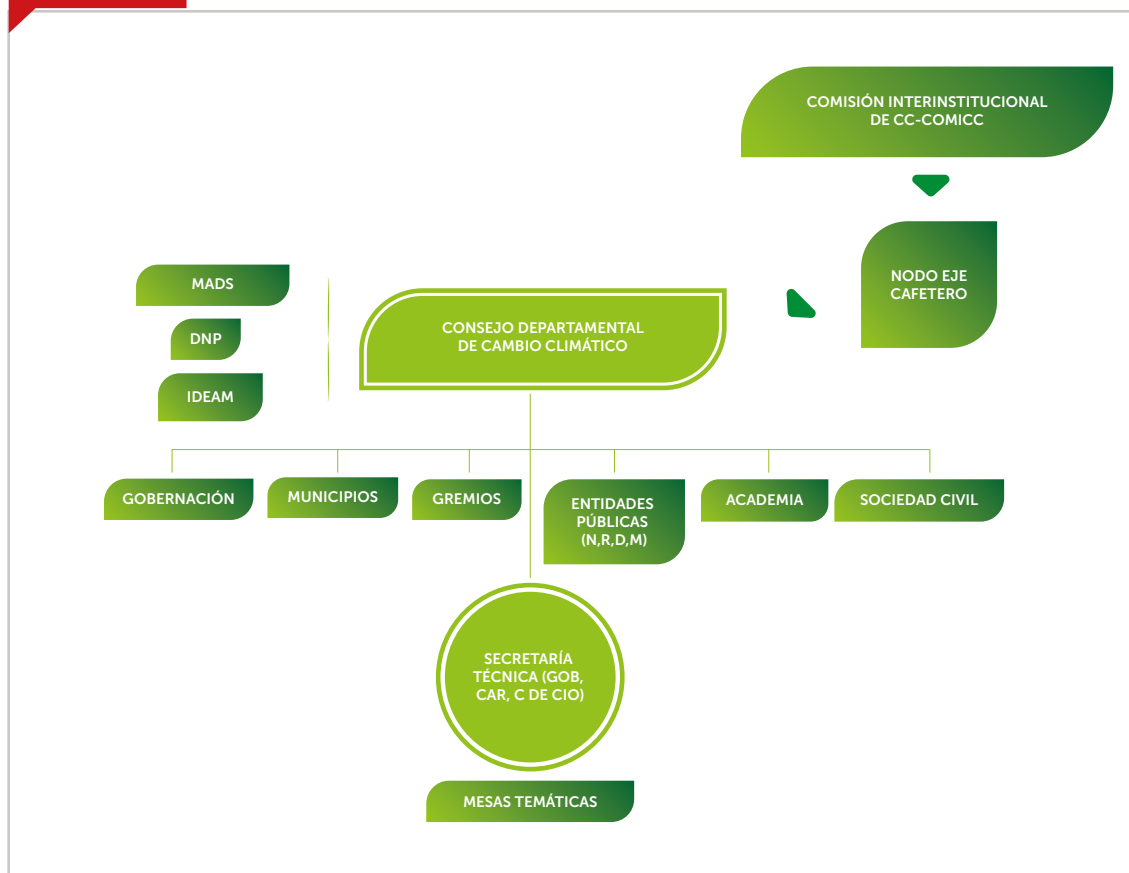 COMISIÓN INTERINSTITUCIONAL
DE CC-COMICC
NODO EJE
CAFETERO
MADS
DNP
IDEAM
CONSEJO DEPARTAMENTAL
DE CAMBIO CLIMÁTICO
GOBERNACIÓN
MUNICIPIOS
GREMIOS
ENTIDADES
PÚBLICAS
(N,R,D,M)
ACADEMIA
SOCIEDAD CIVIL
SECRETARÍA
TÉCNICA (GOB,
CAR, C DE CIO)
MESAS TEMÁTICAS